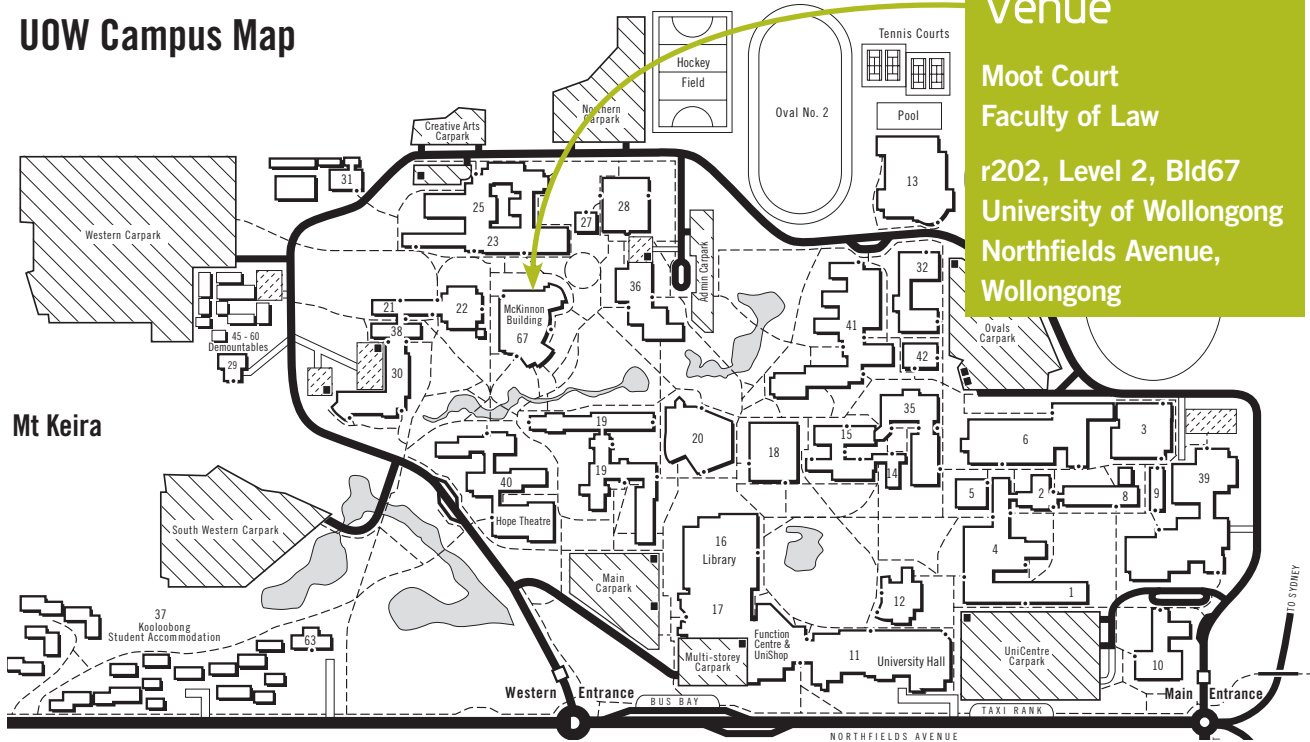 UOW Campus Map
Venue
Moot Court
Faculty of Law
r202, Level 2, Bld67
University of Wollongong
Northfields Avenue,
Wollongong
Tennis Courts
Hockey
Field
Oval No. 2
Pool
Northern
Carpark
Creative Arts
Carpark
13
31
25
28
27
23
Western Carpark
Admin Carpark
32
36
41
21
22
McKinnon
Building
67
38
45 - 60
Demountables
29
30
42
Ovals
Carpark
Mt Keira
35
19
20
15
18
6
3
14
19
40
39
5
2
8
9
Hope Theatre
South Western Carpark
16
Library
4
Main
Carpark
1
12
17
TO SYDNEY
37
Kooloobong
Student Accommodation
63
Function
Centre &
UniShop
Multi-storey
Carpark
11
University Hall
UniCentre
Carpark
10
Western Entrance
BUS BAY
TAXI RANK
Main Entrance
NORTHFIELDS AVENUE